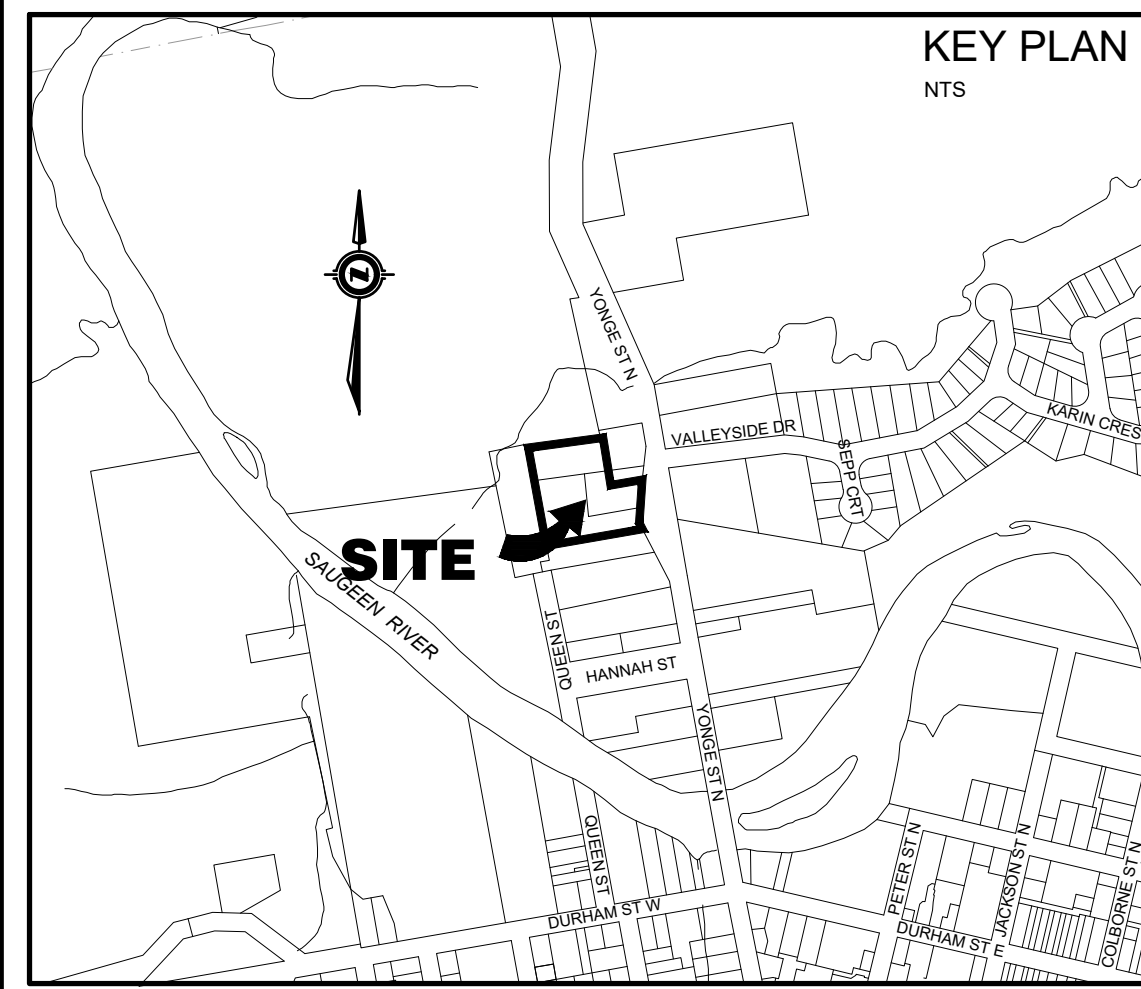 KEY PLAN
NTS
N
YONGE ST N
VALLEYSIDE DR
KARIN CRES
SEPP CRT
SITE
SAUGEEN RIVER
QUEEN ST
HANNAH ST
YONGE ST N
QUEEN ST
PETER ST N
JACKSON ST N
COLBORNE ST N
DURHAM ST W
DURHAM ST E